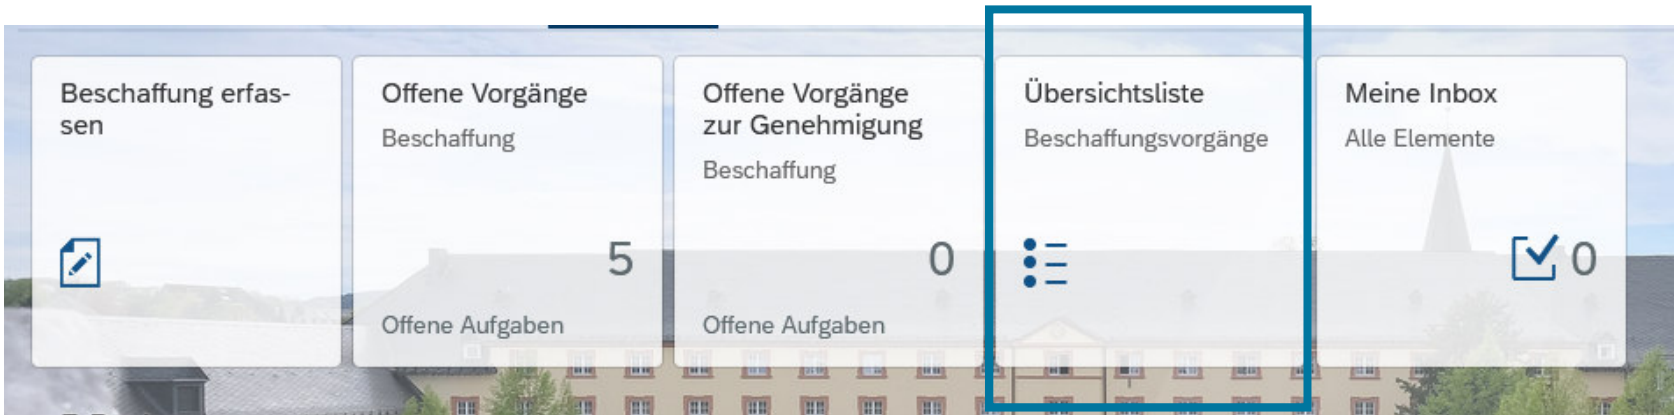 Beschaffung erfas-
sen
Offene Vorgänge
Beschaffung
5
Offene Aufgaben
Offene Vorgänge
zur Genehmigung
Beschaffung
0
Offene Aufgaben
Übersichtsliste
Beschaffungsvorgänge
Meine Inbox
Alle Elemente
0